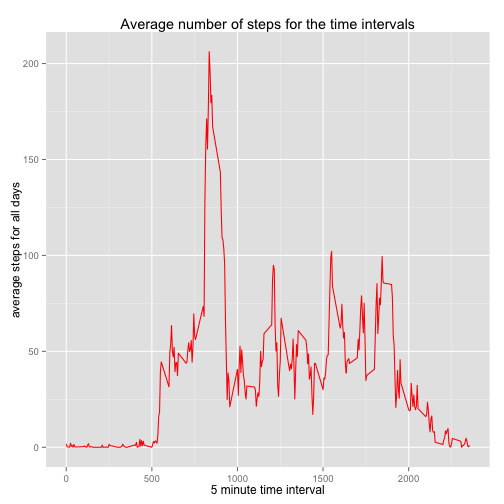 Average number of steps for the time intervals
200
150
100
50
0
average steps for all days
0 500 1000 1500 2000
5 minute time interval